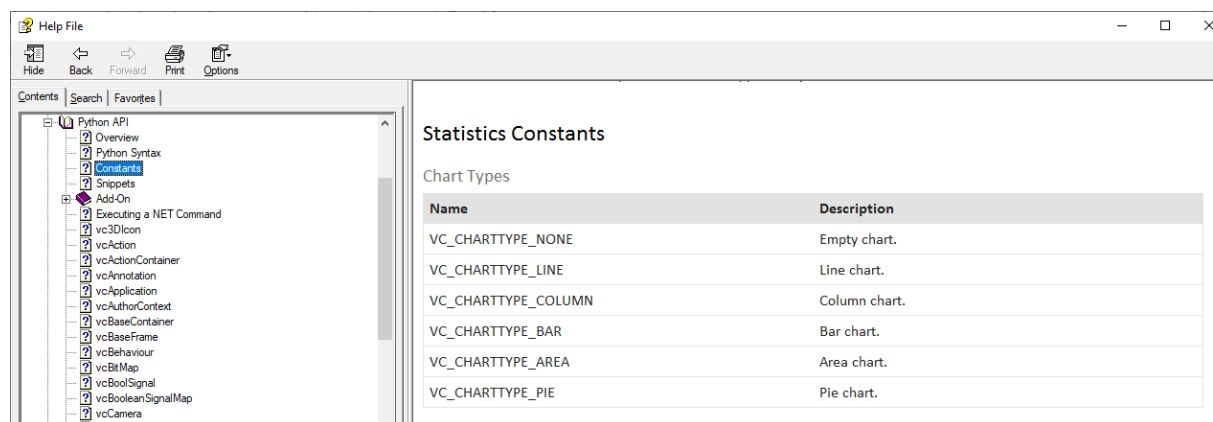 Help File
Hide Back Forward Print Options
Contents Search Favorites
Python API
Overview
Python Syntax
Constants
Snippets
Add-On
Executing a NET Command
vc3DIcon
vcAction
vcActionContainer
vcAnnotation
vcApplication
vcAuthorContext
vcBaseContainer
vcBaseFrame
vcBehaviour
vcBitMap
vcBoolSignal
vcBooleanSignalMap
vcCamera
Statistics Constants
Chart Types
Name Description
VC_CHARTTYPE_NONE Empty chart.
VC_CHARTTYPE_LINE Line chart.
VC_CHARTTYPE_COLUMN Column chart.
VC_CHARTTYPE_BAR Bar chart.
VC_CHARTTYPE_AREA Area chart.
VC_CHARTTYPE_PIE Pie chart.